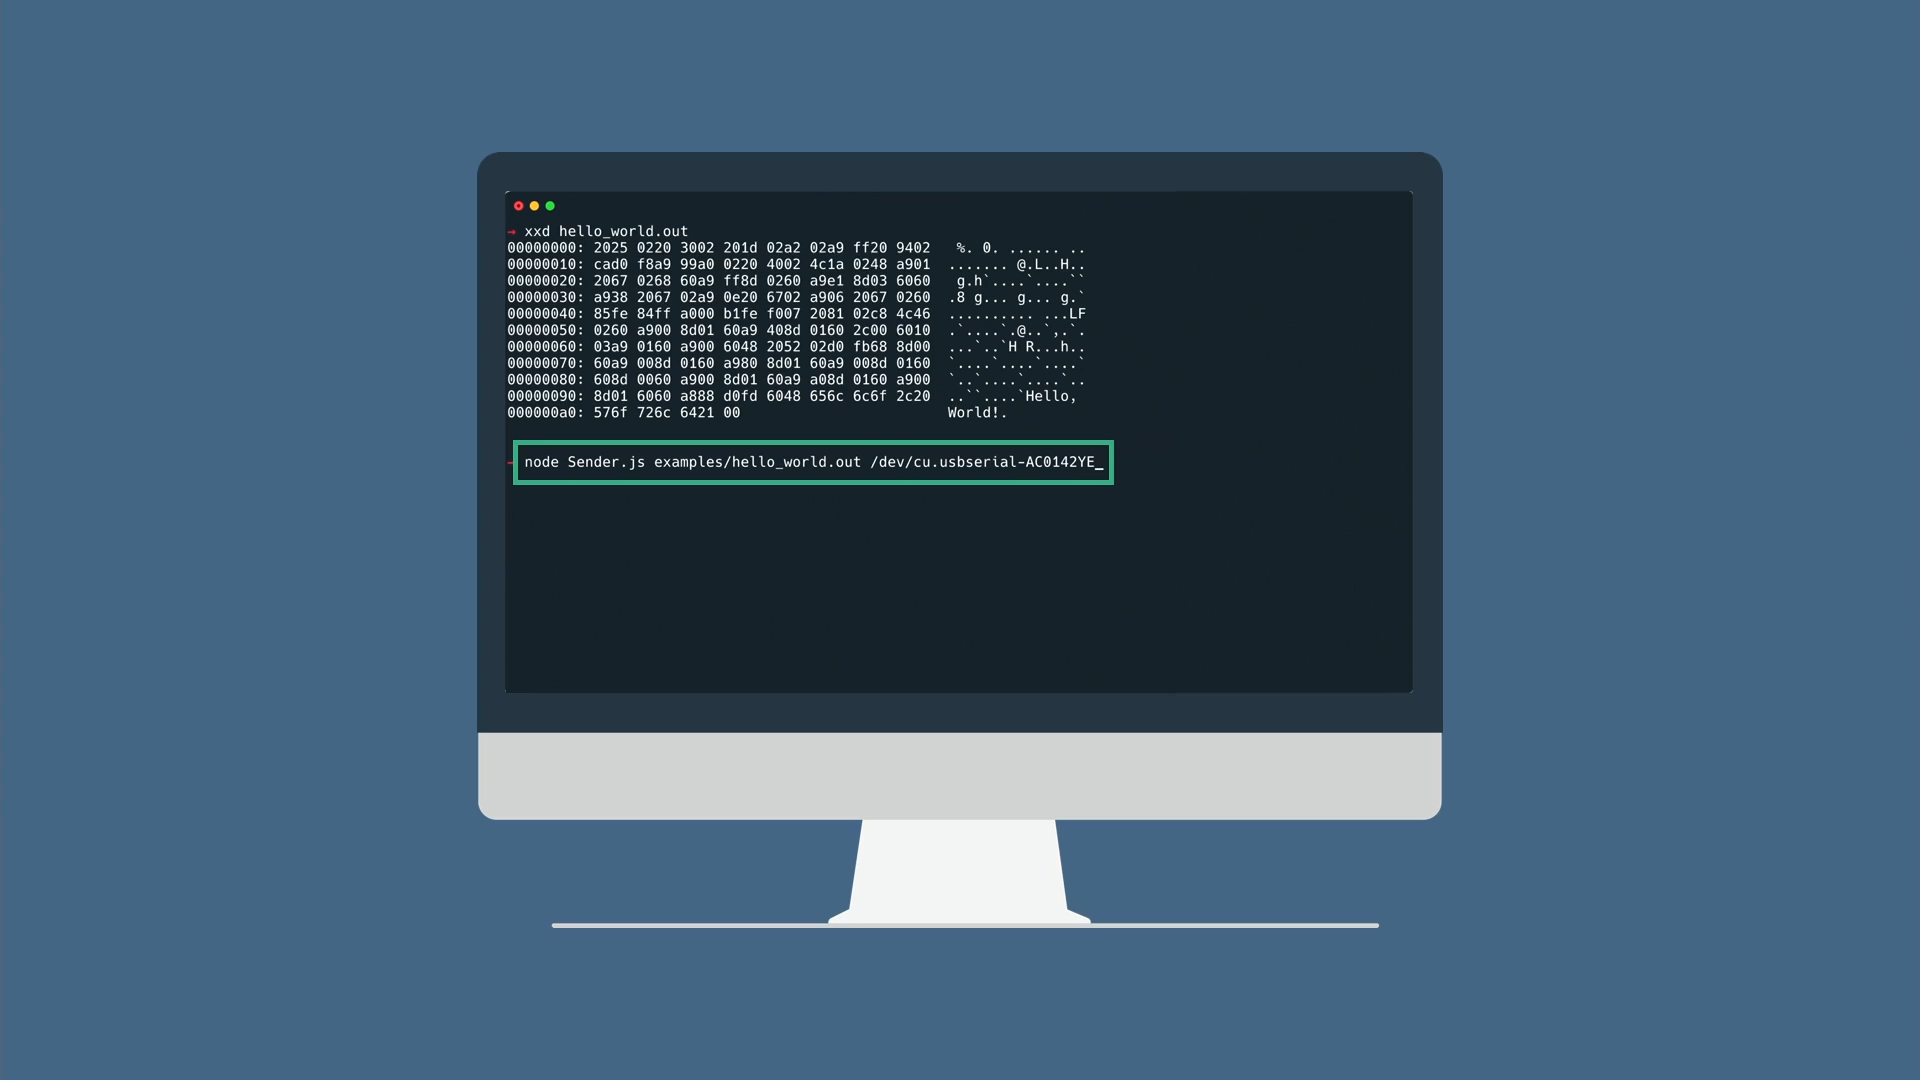 → xxd hello_world.out
00000000: 2025 0220 3002 201d 02a2 02a9 ff20 9402   %. 0. ...... ..
00000010: cad0 f8a9 99a0 0220 4002 4c1a 0248 a901  ....... @.L..H..
00000020: 2067 0268 60a9 ff8d 0260 a9e1 8d03 6060   g.h`....`....``
00000030: a938 2067 02a9 0e20 6702 a906 2067 0260  .8 g... g... g.`
00000040: 85fe 84ff a000 b1fe f007 2081 02c8 4c46  .......... ...LF
00000050: 0260 a900 8d01 60a9 408d 0160 2c00 6010  .`....`.@..`,.`.
00000060: 03a9 0160 a900 6048 2052 02d0 fb68 8d00  ...`..`H R...h..
00000070: 60a9 008d 0160 a980 8d01 60a9 008d 0160  `....`....`....`
00000080: 608d 0060 a900 8d01 60a9 a08d 0160 a900  `..`....`....`..
00000090: 8d01 6060 a888 d0fd 6048 656c 6c6f 2c20  ..``....`Hello, 
000000a0: 576f 726c 6421 00                        World!.
→ node Sender.js examples/hello_world.out /dev/cu.usbserial-AC0142YE_